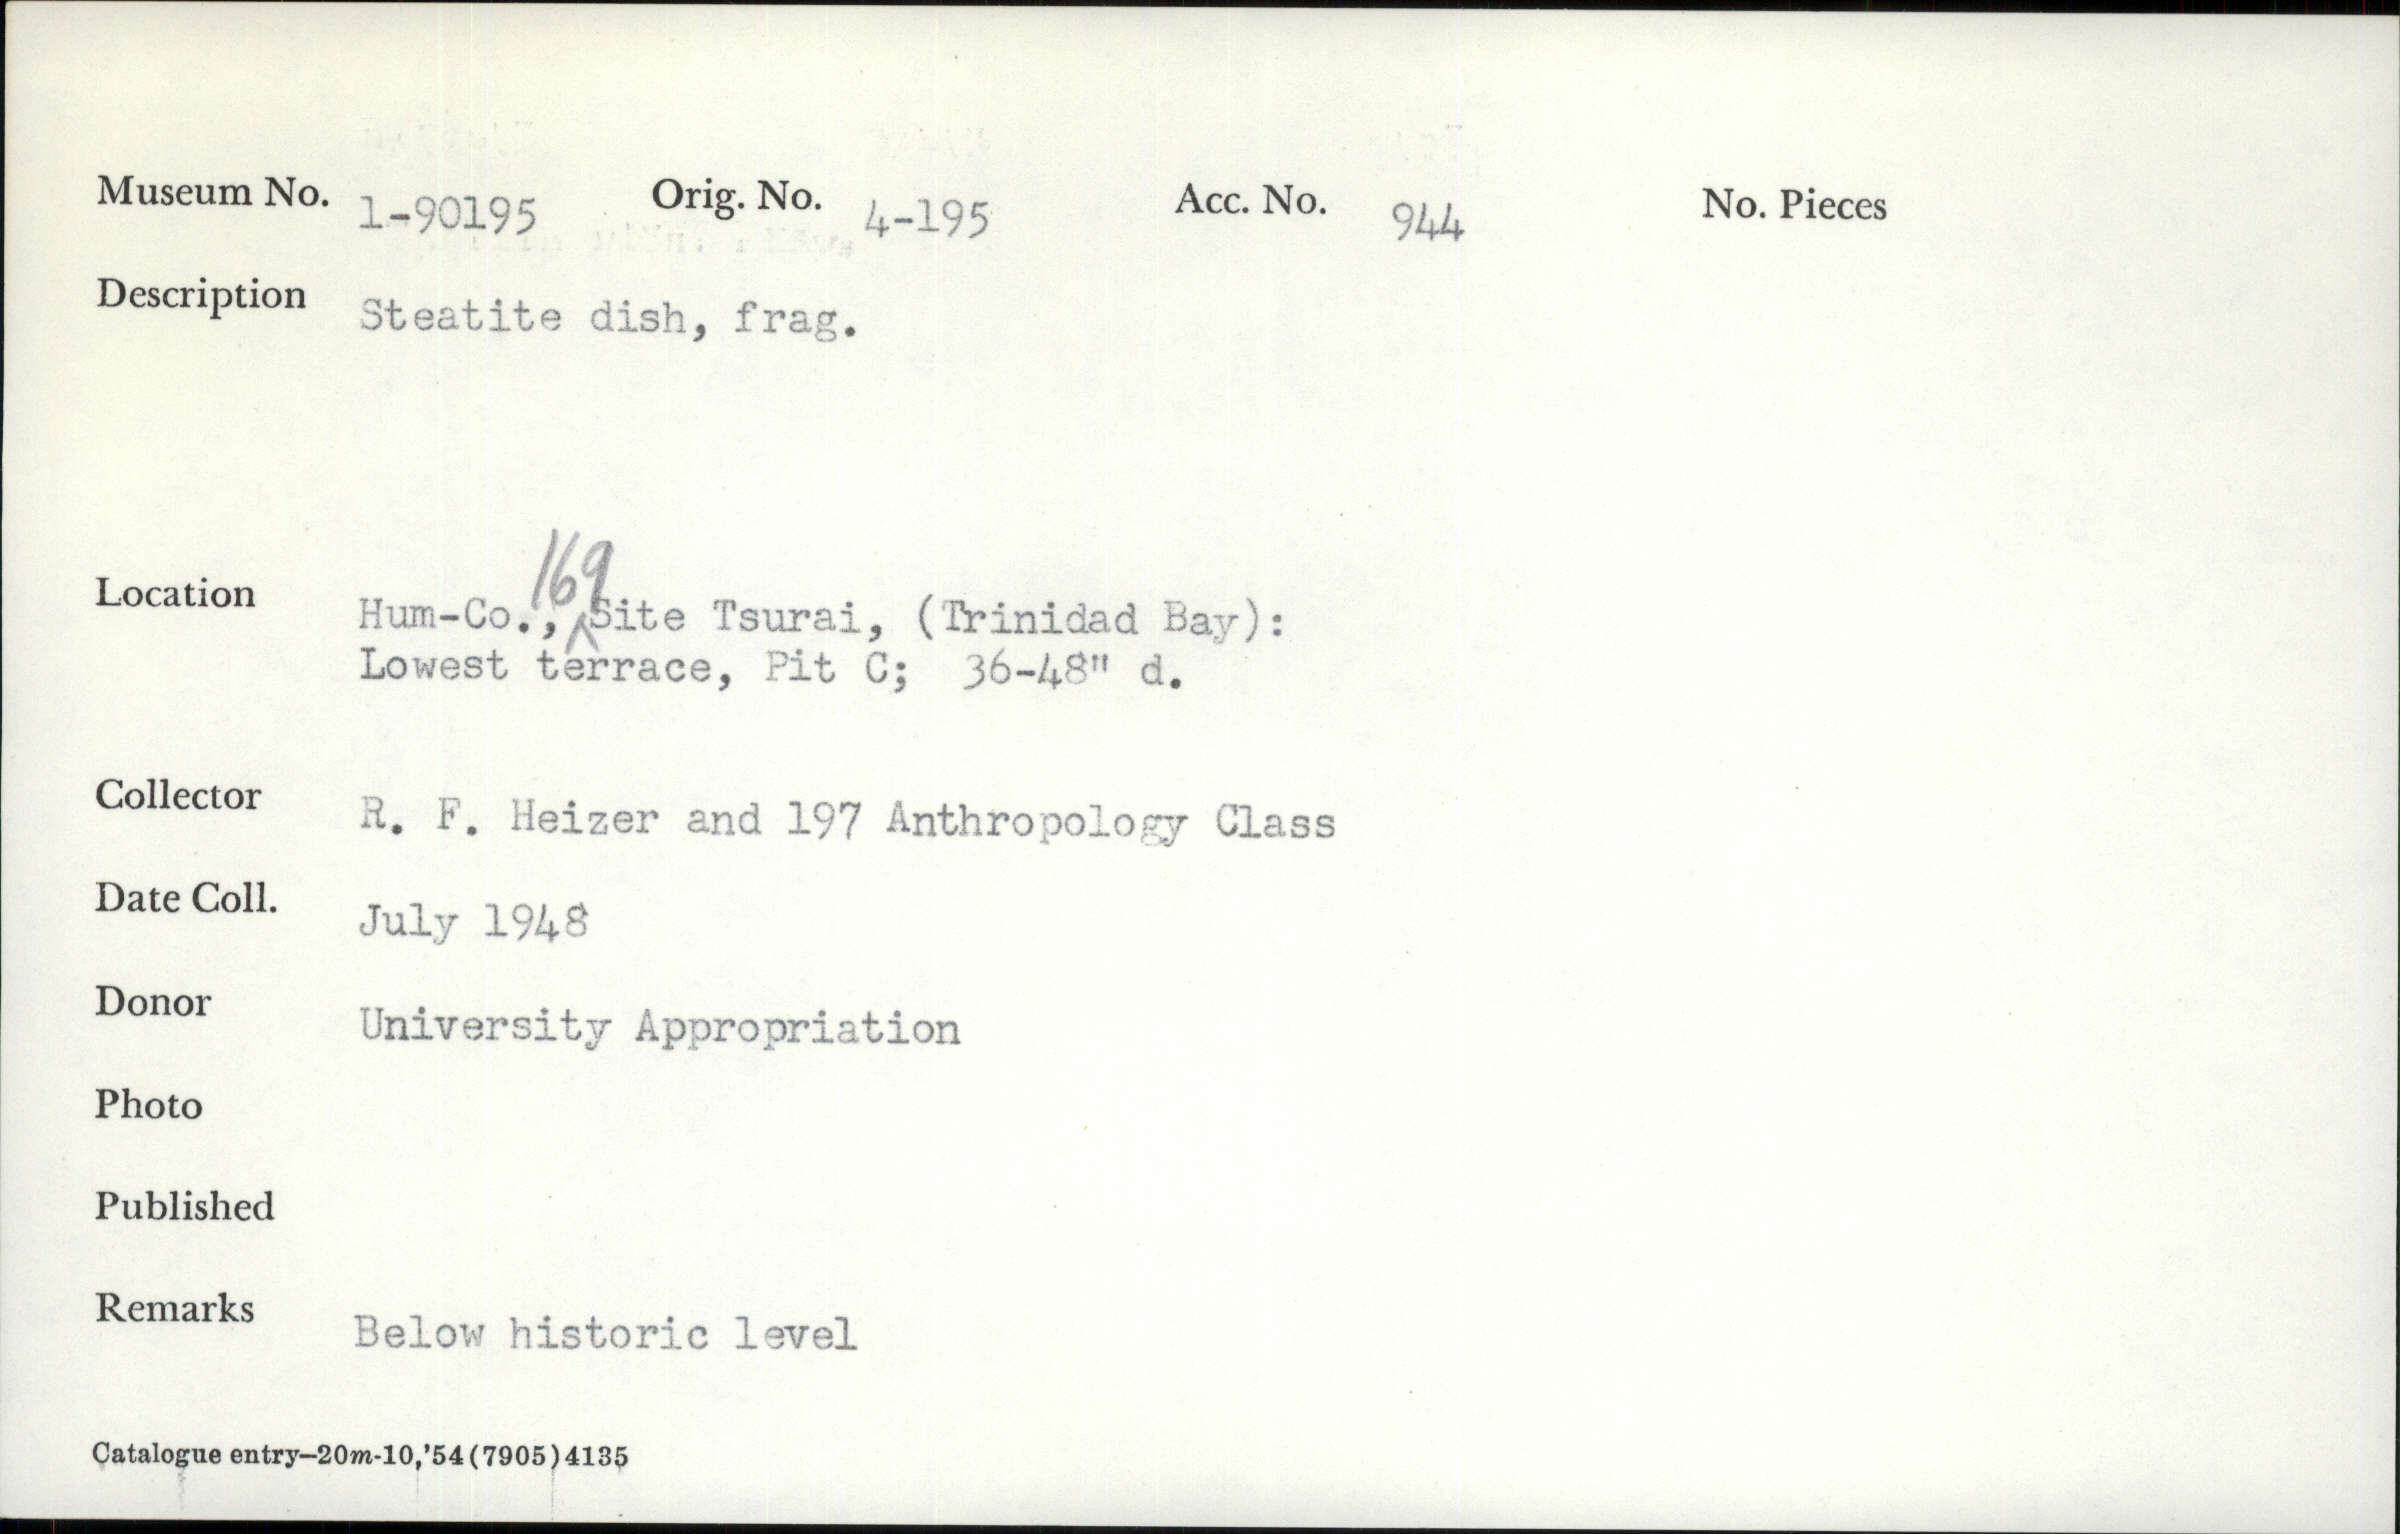 Museum No. 1-90195 Orig. No. 4-195 Acc. No. 944 No. Pieces
Description Steatite dish, frag.
169
Location Hum-Co., ^Site Tsurai, (Trinidad Bay):
Lowest terrace, Pit C; 36-48" d.
Collector R. F. Heizer and 197 Anthropology Class
Date Coll. July 1948
Donor University Appropriation
Photo
Published
Remarks Below historic level
Catalogue entry—20m-10,'54(7905)4135